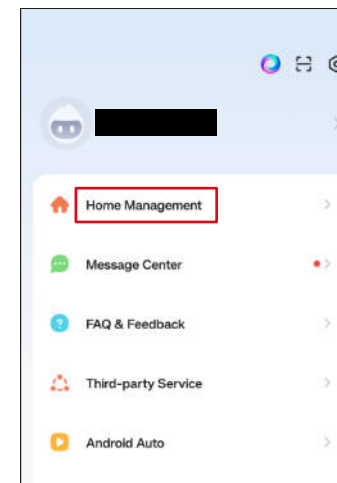 Home Management
Message Center
FAQ & Feedback
Third-party Service
Android Auto